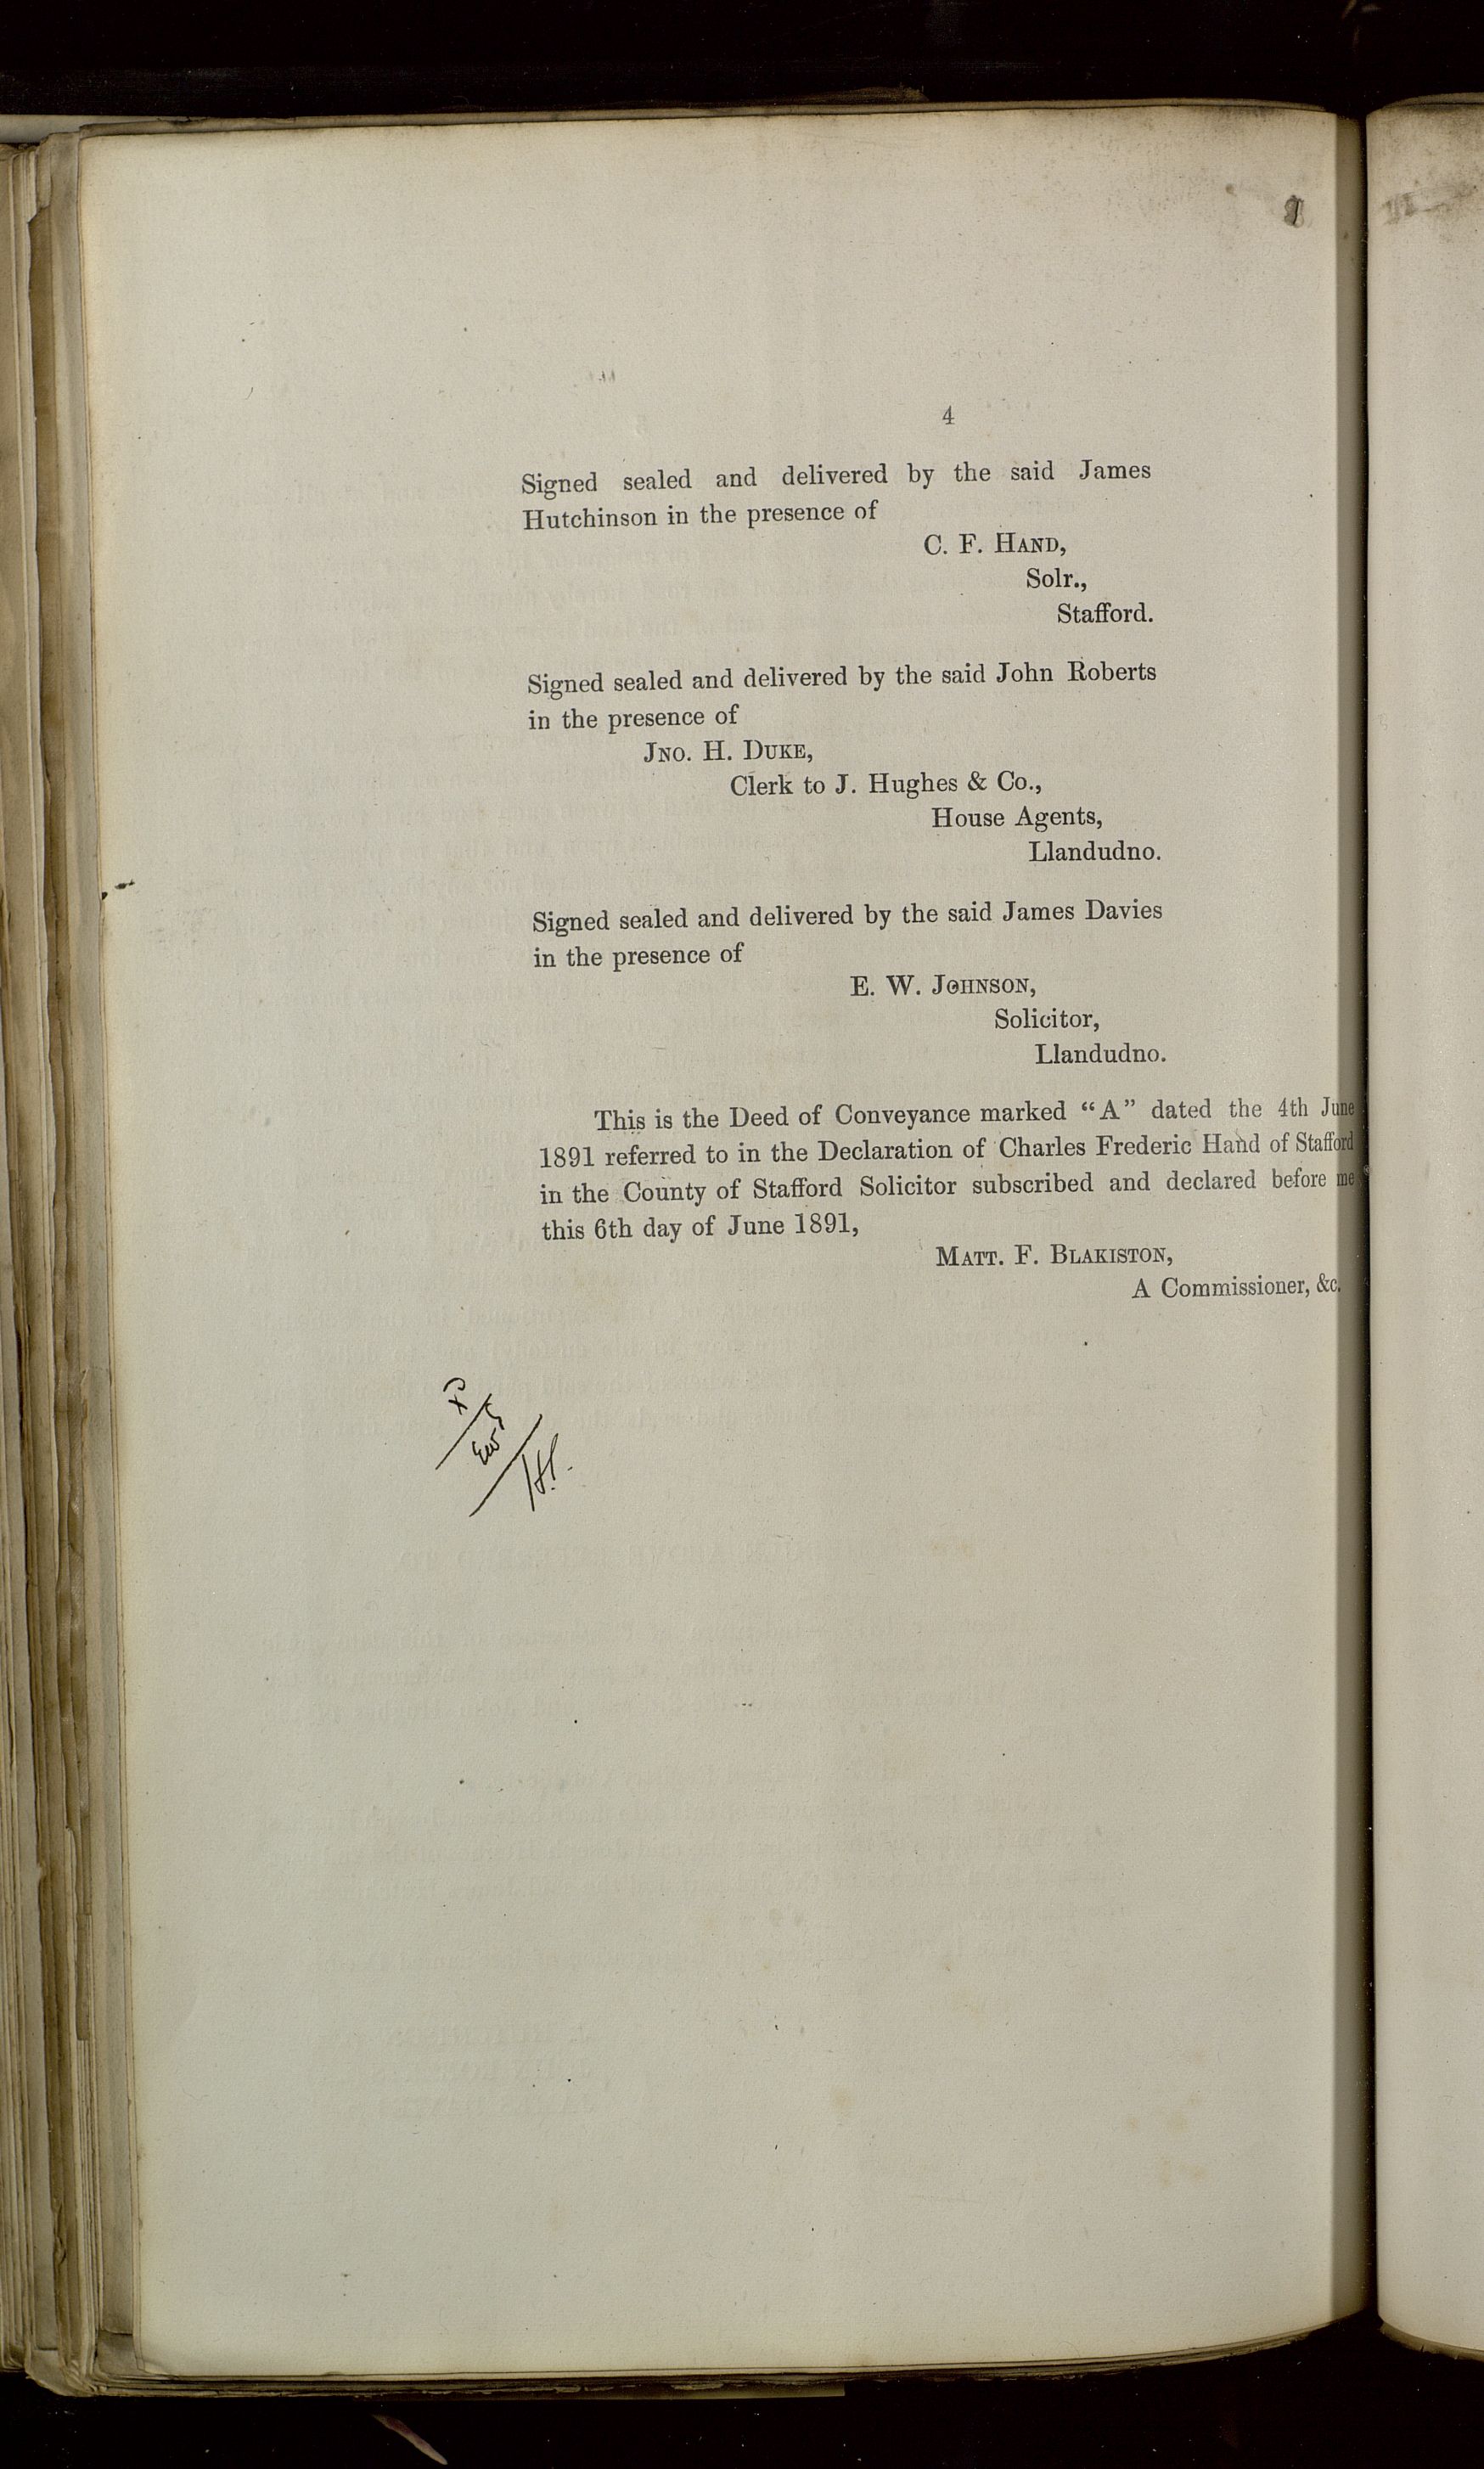 4
Signed sealed and delivered by the said James
Hutchinson in the presence of
C. F. HAND,
Solr.,
Stafford.
Signed sealed and delivered by the said John Roberts
in the presence of
JNO. H. DUKE,
Clerk to J. Hughes & Co.,
House Agents,
Llandudno.
Signed sealed and delivered by the said James Davies
in the presence of
E. W. JOHNSON,
Solicitor,
Llandudno.
This is the Deed of Conveyance marked “A” dated the 4th June
1891 referred to in the Declaration of Charles Frederic Hand of Stafford
in the County of Stafford Solicitor subscribed and declared before me
this 6th day of June 1891,
MATT. F. BLAKISTON,
A Commissioner, &c.